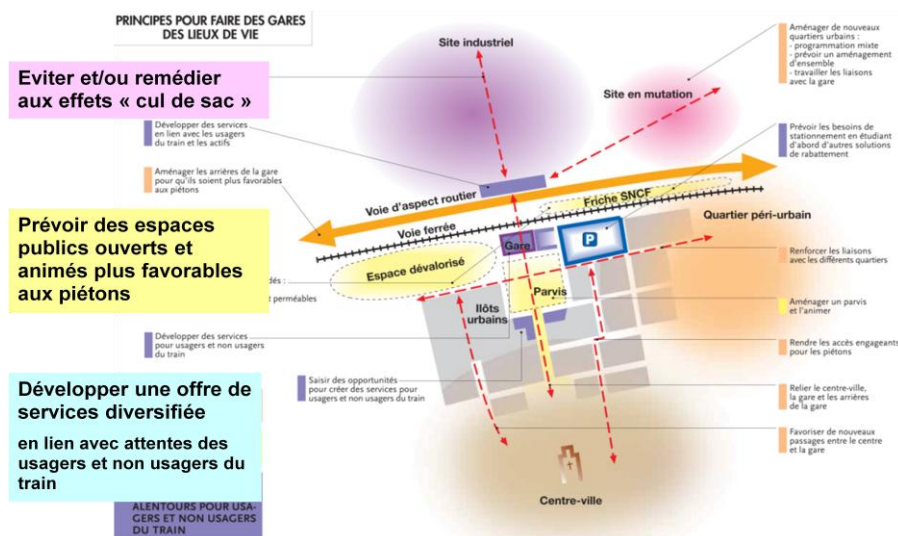 PRINCIPES POUR FAIRE DES GARES
DES LIEUX DE VIE
Eviter et/ou remédier
aux effets « cul de sac »
Développer des services
en lien avec les usagers
du train et les actifs
Aménager les arrières de la gare
pour qu'ils soient plus favorables
aux piétons
Prévoir des espaces
publics ouverts et
animés plus favorables
aux piétons
dés :
t perméables
Développer des services
pour usagers et non usagers
du train
Saisir des opportunités
pour créer des services pour
usagers et non usagers du train
Développer une offre de
services diversifiée
en lien avec attentes des
usagers et non usagers du
train
ALENTOURS POUR USA-
GERS ET NON USAGERS
DU TRAIN
Site industriel
Site en mutation
Voie d'aspect routier
Friche SNCF
Voie ferrée
Quartier péri-urbain
Gare
P
Espace dévalorisé
Parvis
Ilôts
urbains
Centre-ville
Aménager de nouveaux
quartiers urbains :
- programmation mixte
- prévoir un aménagement
d'ensemble
- travailler les liaisons
avec la gare
Prévoir les besoins de
stationnement en étudiant
d'abord d'autres solutions
de rabattement
Renforcer les liaisons
avec les différents quartiers
Aménager un parvis
et l'animer
Rendre les accès engageants
pour les piétons
Relier le centre-ville,
la gare et les arrières
de la gare
Favoriser de nouveaux
passages entre le centre
et la gare